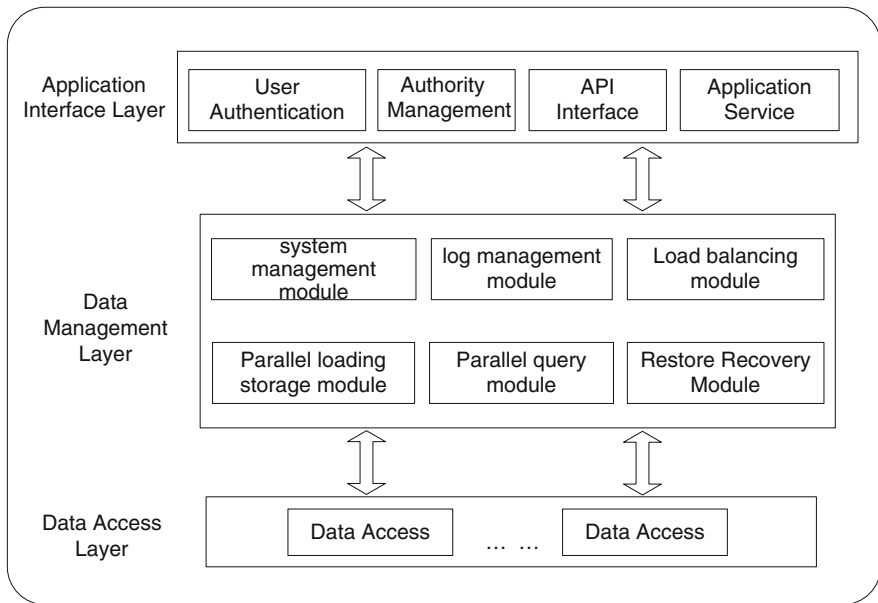 Application
Interface Layer
User
Authentication
Authority
Management
API
Interface
Application
Service
Data
Management
Layer
system
management
module
log management
module
Load balancing
module
Parallel loading
storage module
Parallel query
module
Restore Recovery
Module
Data Access
Layer
Data Access
... ...
Data Access